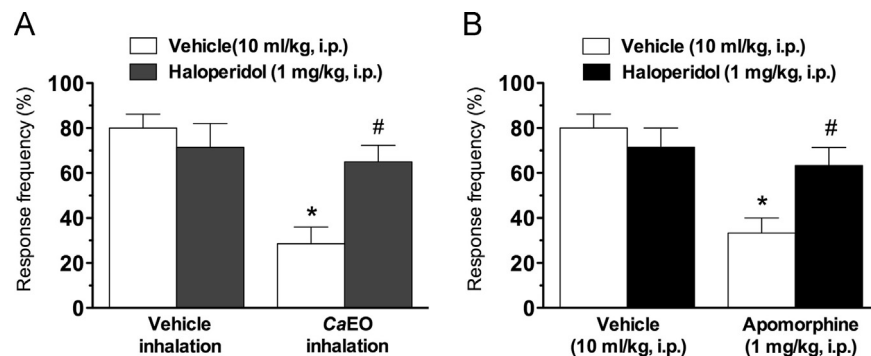 A
Vehicle(10 ml/kg, i.p.)
Haloperidol (1 mg/kg, i.p.)
Response frequency (%)
100
80
60
40
20
0
*
#
Vehicle
inhalation
CaEO
inhalation
B
Vehicle (10 ml/kg, i.p.)
Haloperidol (1 mg/kg, i.p.)
Response frequency (%)
100
80
60
40
20
0
*
#
Vehicle
(10 ml/kg, i.p.)
Apomorphine
(1 mg/kg, i.p.)